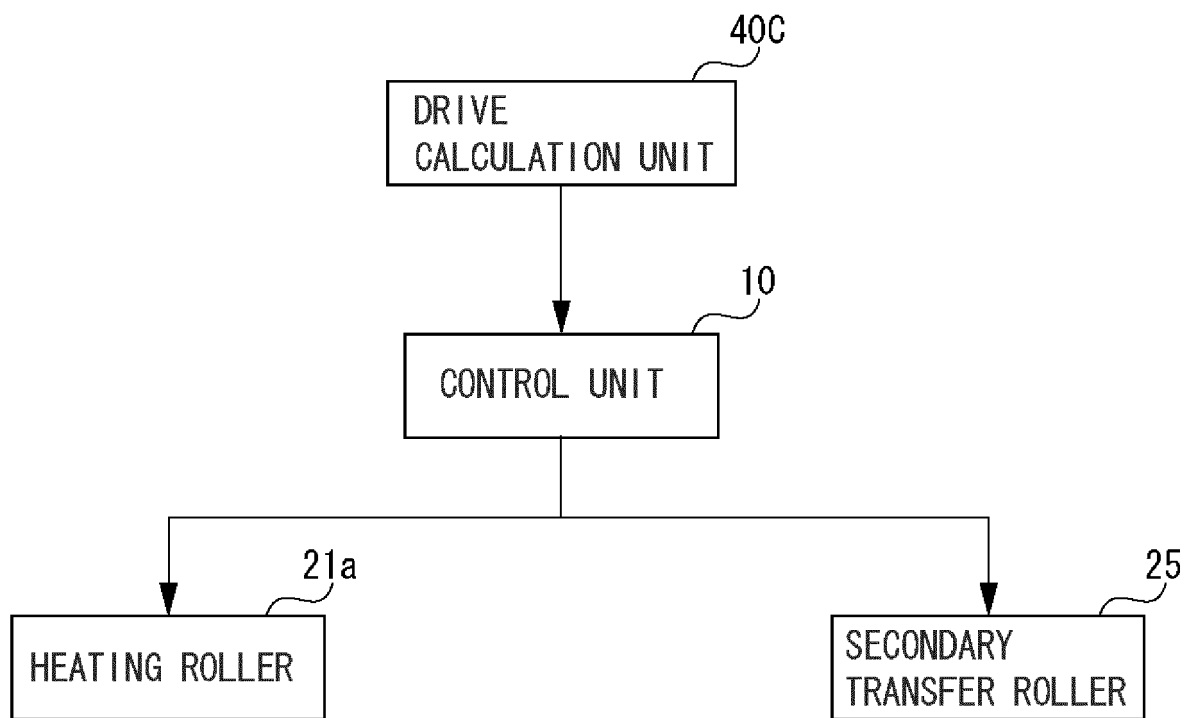 40C
DRIVE
CALCULATION UNIT
10
CONTROL UNIT
21a
25
HEATING ROLLER
SECONDARY
TRANSFER ROLLER